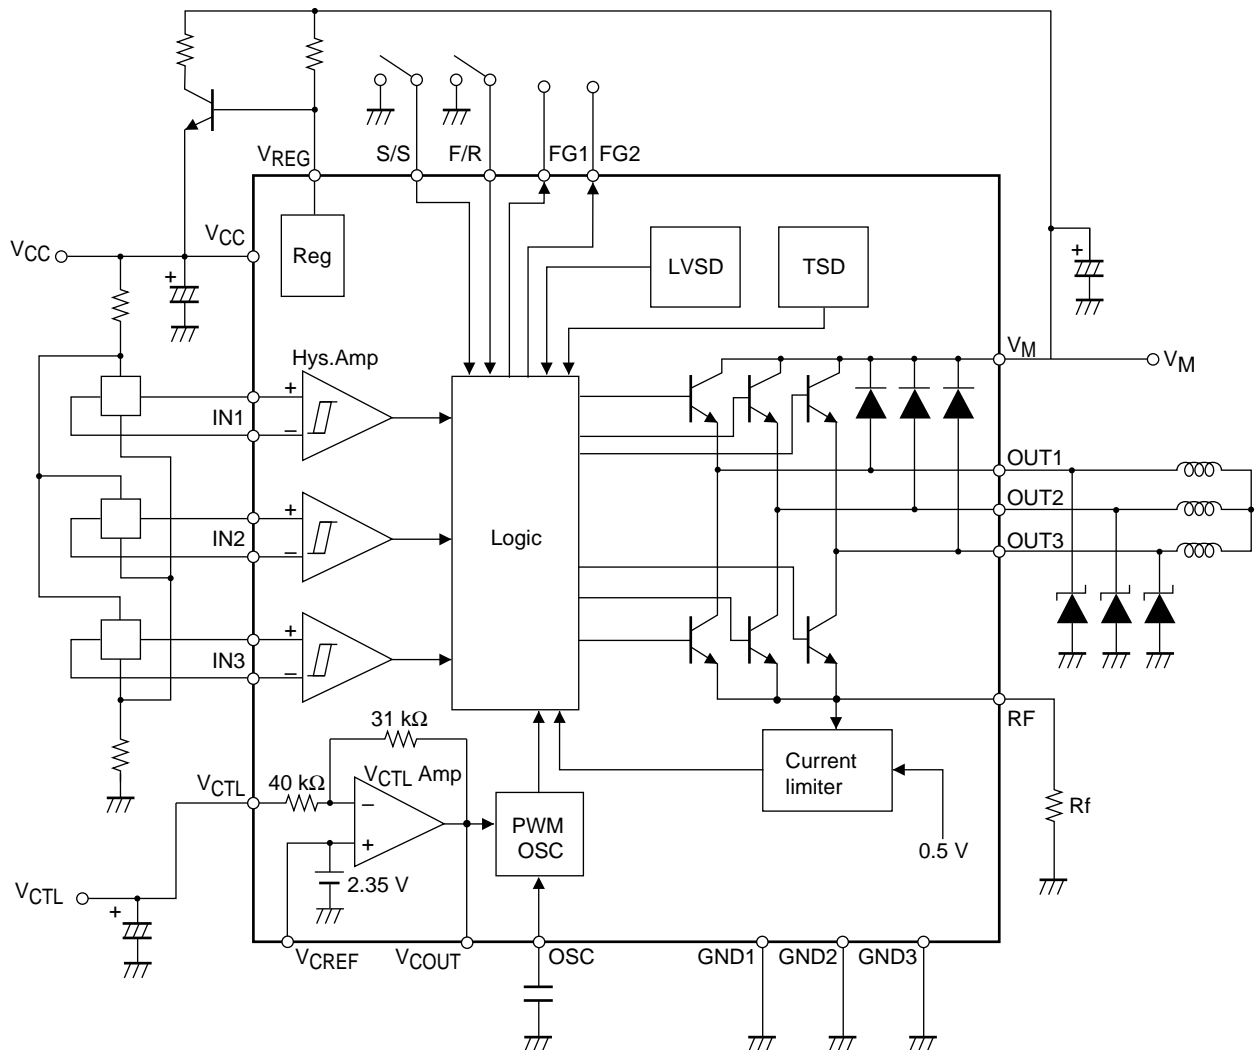 S/S F/R FG1 FG2
VREG
VCC
VCC
Reg
LVSD
TSD
VM
VM
Hys.Amp
+
+
+
IN1
−
OUT1
OUT2
OUT3
+
IN2
−
Logic
+
IN3
−
RF
31 kΩ
Current
limiter
VCTL
40 kΩ
VCTL Amp
−
+
PWM
OSC
0.5 V
Rf
2.35 V
VCTL
+
VCREF
VCOUT
OSC
GND1
GND2
GND3